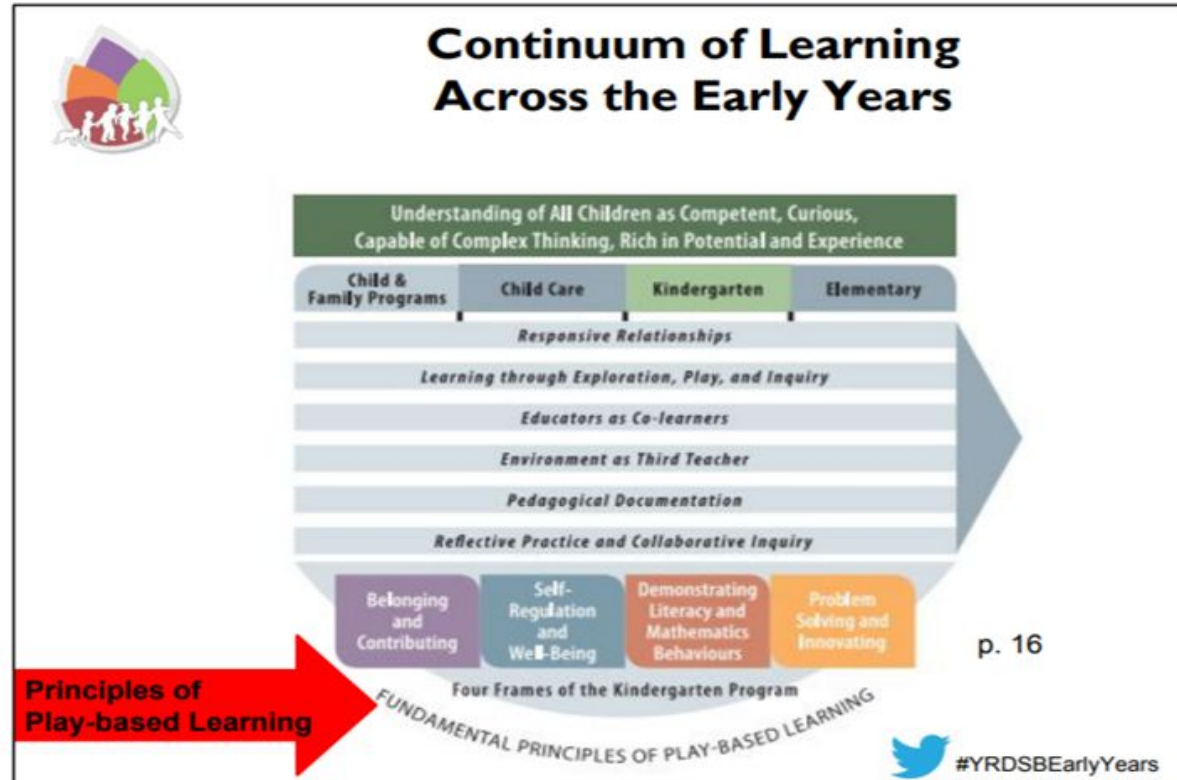 Continuum of Learning
Across the Early Years
Understanding of All Children as Competent, Curious,
Capable of Complex Thinking, Rich in Potential and Experience
Child &
Family Programs
Child Care
Kindergarten
Elementary
Responsive Relationships
Learning through Exploration, Play, and Inquiry
Educators as Co-learners
Environment as Third Teacher
Pedagogical Documentation
Reflective Practice and Collaborative Inquiry
Belonging
and
Contributing
Self-
Regulation
and
Well-Being
Demonstrating
Literacy and
Mathematics
Behaviours
Problem
Solving and
Innovating
p. 16
Four Frames of the Kindergarten Program
Principles of
Play-based Learning
FUNDAMENTAL PRINCIPLES OF PLAY-BASED LEARNING
#YRDSBEarlyYears